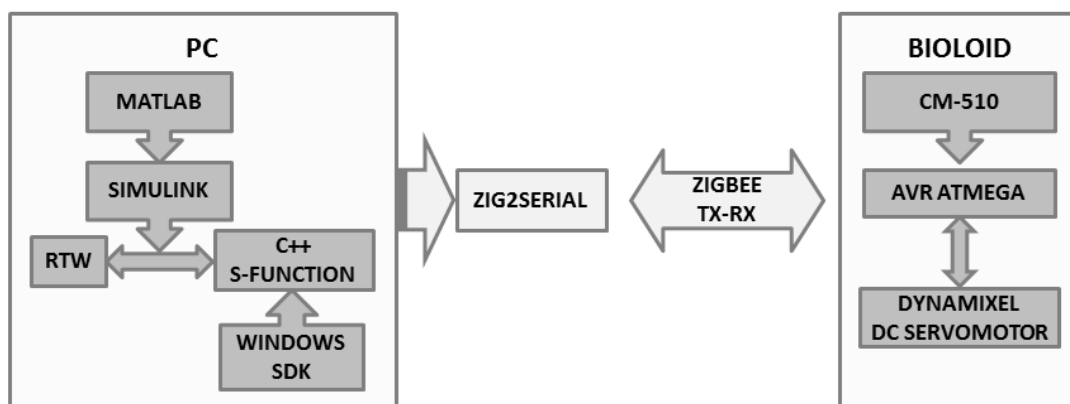 PC
MATLAB
SIMULINK
RTW
C++
S-FUNCTION
WINDOWS
SDK
ZIG2SERIAL
ZIGBEE
TX-RX
BIOLOID
CM-510
AVR ATMEGA
DYNAMIXEL
DC SERVOMOTOR